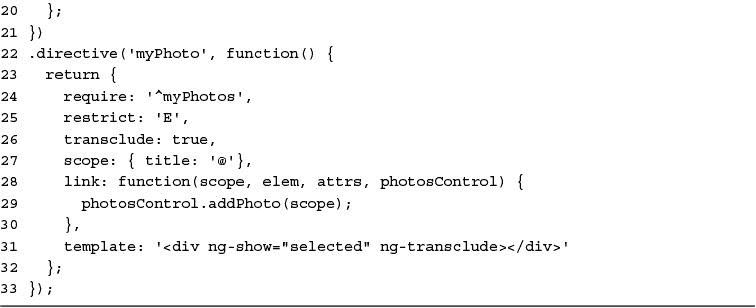 20   };
21 })
22 .directive('myPhoto', function() {
23   return {
24     require: '^myPhotos',
25     restrict: 'E',
26     transclude: true,
27     scope: { title: '@'},
28     link: function(scope, elem, attrs, photosControl) {
29       photosControl.addPhoto(scope);
30     },
31     template: '<div ng-show="selected" ng-transclude></div>'
32   };
33 });